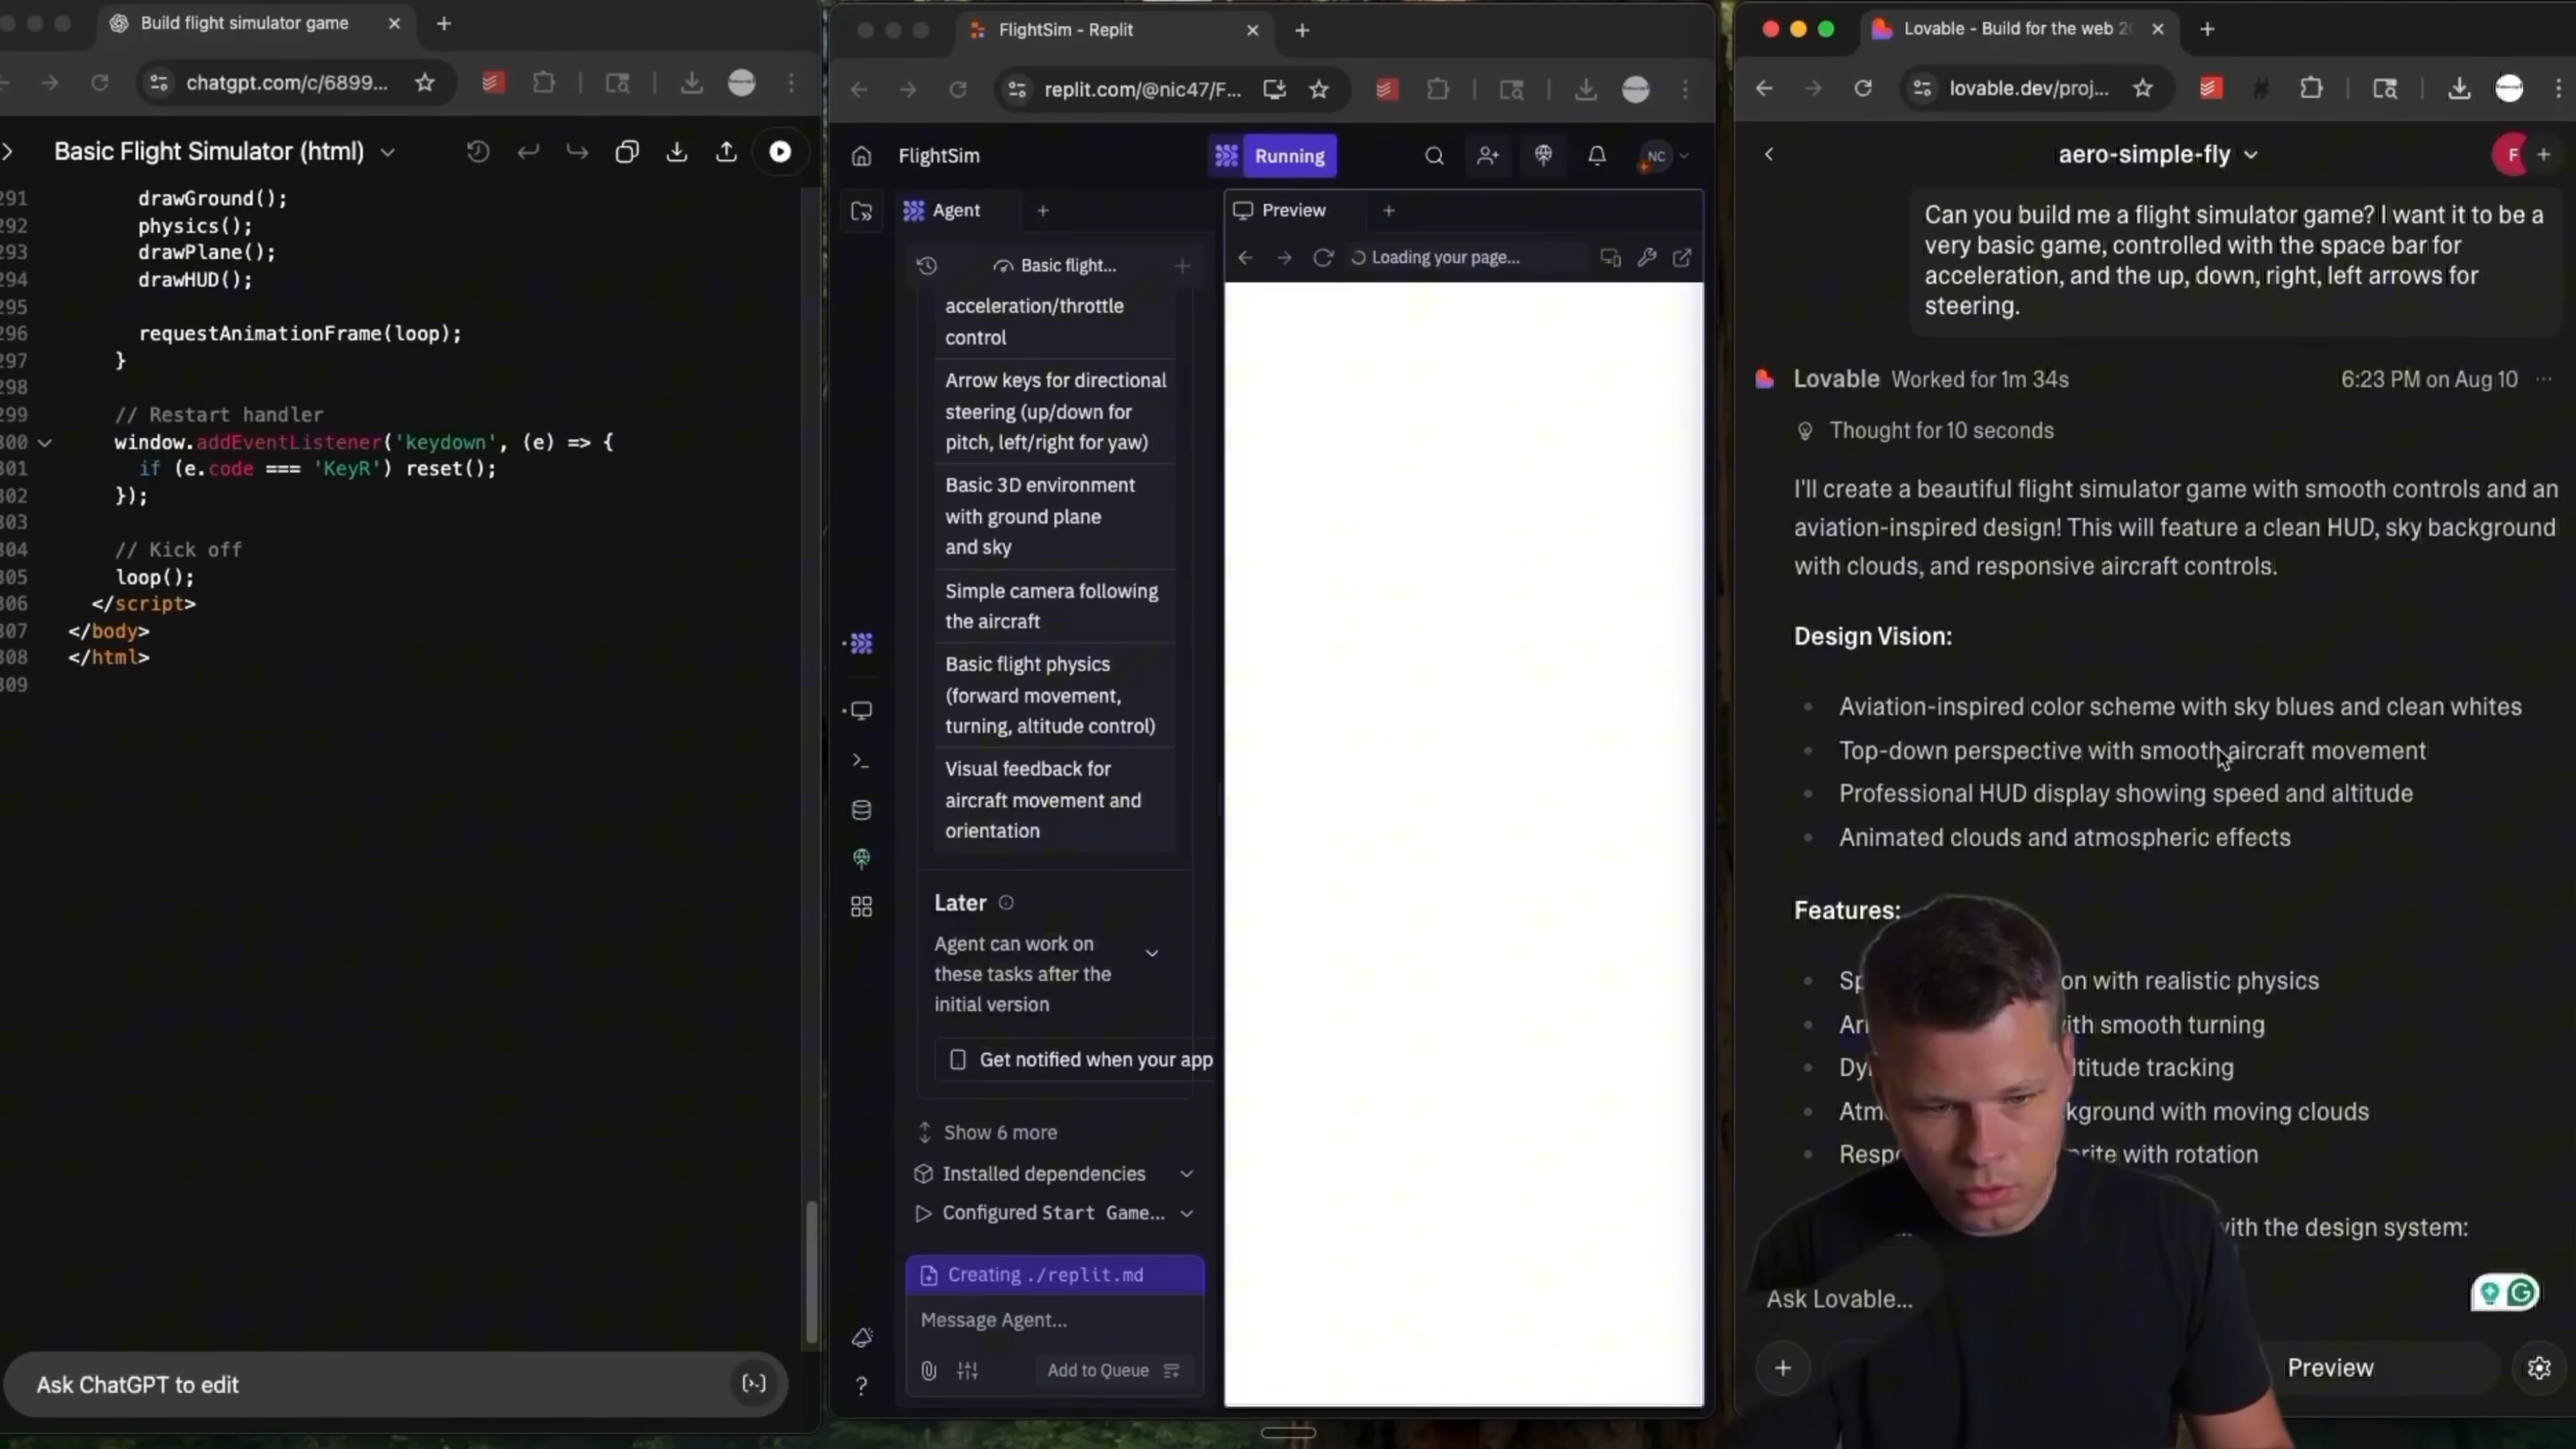 Build flight simulator game
chatgpt.com/c/6899...
Basic Flight Simulator (html)
291 drawGround();
292 physics();
293 drawPlane();
294 drawHUD();
295
296 requestAnimationFrame(loop);
297 }
298
299 // Restart handler
300 window.addEventListener('keydown', (e) => {
301 if (e.code === 'KeyR') reset();
302 });
303
304 // Kick off
305 loop();
306 </script>
307 </body>
308 </html>
309
Ask ChatGPT to edit
FlightSim - Replit
replit.com/@nic47/F...
FlightSim
Running
NC
Agent
Basic flight...
acceleration/throttle
control
Arrow keys for directional
steering (up/down for
pitch, left/right for yaw)
Basic 3D environment
with ground plane
and sky
Simple camera following
the aircraft
Basic flight physics
(forward movement,
turning, altitude control)
Visual feedback for
aircraft movement and
orientation
Later
Agent can work on
these tasks after the
initial version
Get notified when your app
Show 6 more
Installed dependencies
Configured Start Game...
Creating ./replit.md
Message Agent...
Add to Queue
Preview
Loading your page...
Lovable - Build for the web
lovable.dev/proj...
aero-simple-fly
F
Can you build me a flight simulator game? I want it to be a
very basic game, controlled with the space bar for
acceleration, and the up, down, right, left arrows for
steering.
Lovable Worked for 1m 34s
6:23 PM on Aug 10
Thought for 10 seconds
I'll create a beautiful flight simulator game with smooth controls and an
aviation-inspired design! This will feature a clean HUD, sky background
with clouds, and responsive aircraft controls.
Design Vision:
Aviation-inspired color scheme with sky blues and clean whites
Top-down perspective with smooth aircraft movement
Professional HUD display showing speed and altitude
Animated clouds and atmospheric effects
Features:
with realistic physics
smooth turning
tracking
with moving clouds
with rotation
with the design system:
Ask Lovable...
Preview